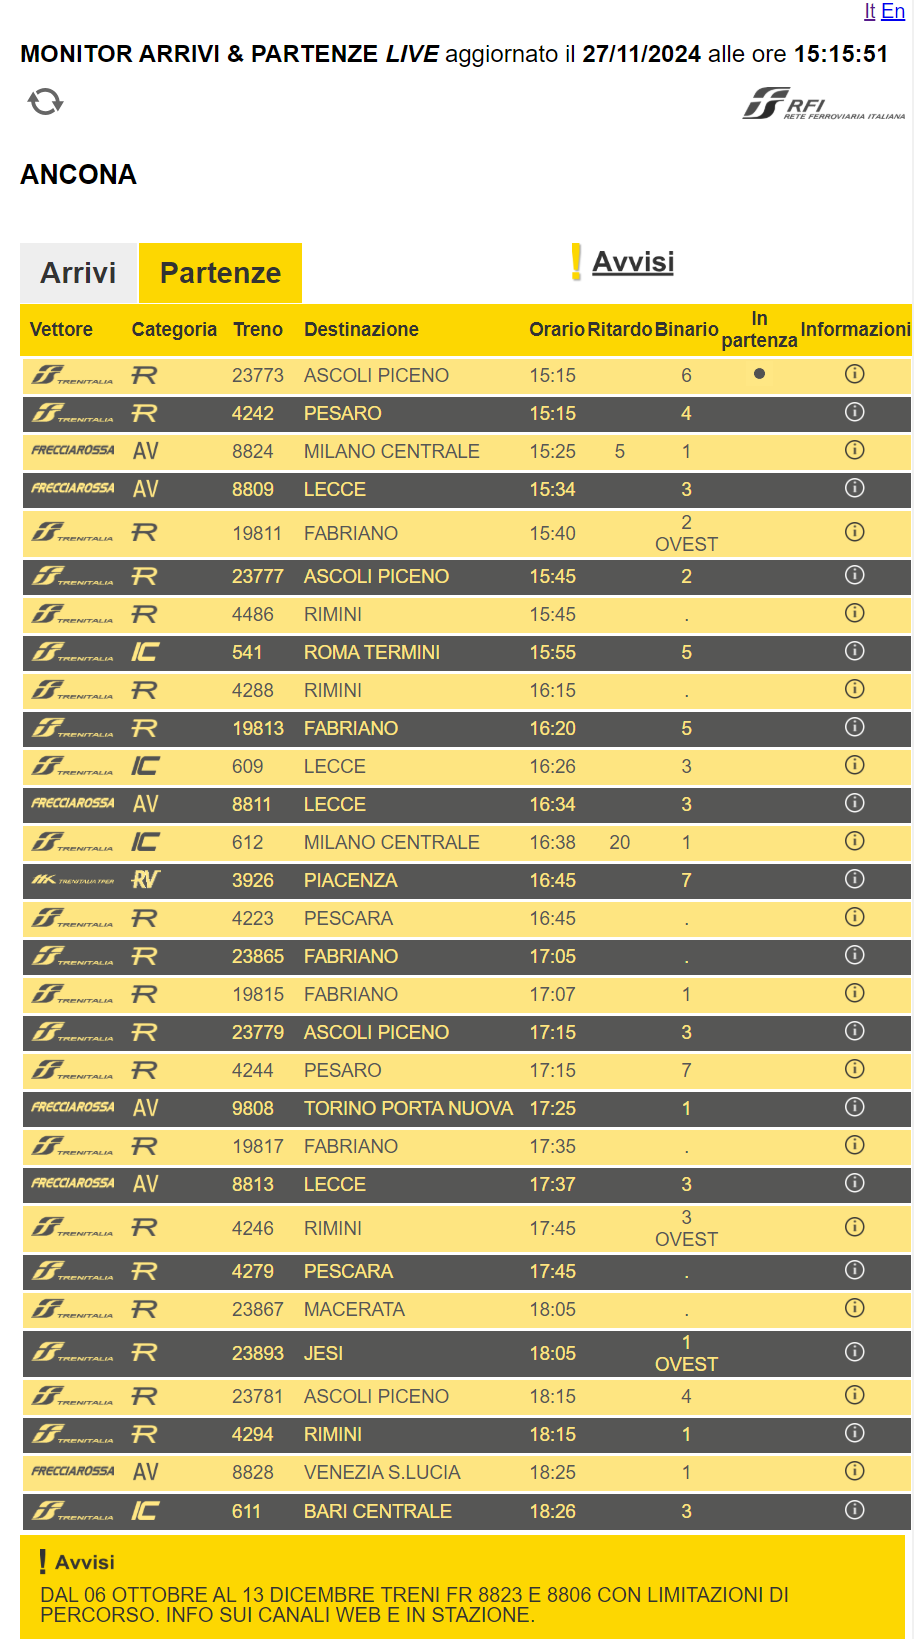 It En
MONITOR ARRIVI & PARTENZE LIVE aggiornato il 27/11/2024 alle ore 15:15:51
RFI
RETE FERROVIARIA ITALIANA
ANCONA
Arrivi Partenze ! Avvisi
Vettore Categoria Treno Destinazione Orario Ritardo Binario In partenza Informazioni
TRENITALIA R 23773 ASCOLI PICENO 15:15 6
TRENITALIA R 4242 PESARO 15:15 4
FRECCIAROSSA AV 8824 MILANO CENTRALE 15:25 5 1
FRECCIAROSSA AV 8809 LECCE 15:34 3
TRENITALIA R 19811 FABRIANO 15:40 2 OVEST
TRENITALIA R 23777 ASCOLI PICENO 15:45 2
TRENITALIA R 4486 RIMINI 15:45 .
TRENITALIA IC 541 ROMA TERMINI 15:55 5
TRENITALIA R 4288 RIMINI 16:15 .
TRENITALIA R 19813 FABRIANO 16:20 5
TRENITALIA IC 609 LECCE 16:26 3
FRECCIAROSSA AV 8811 LECCE 16:34 3
TRENITALIA IC 612 MILANO CENTRALE 16:38 20 1
TRENITALIA TPER RV 3926 PIACENZA 16:45 7
TRENITALIA R 4223 PESCARA 16:45 .
TRENITALIA R 23865 FABRIANO 17:05 .
TRENITALIA R 19815 FABRIANO 17:07 1
TRENITALIA R 23779 ASCOLI PICENO 17:15 3
TRENITALIA R 4244 PESARO 17:15 7
FRECCIAROSSA AV 9808 TORINO PORTA NUOVA 17:25 1
TRENITALIA R 19817 FABRIANO 17:35 .
FRECCIAROSSA AV 8813 LECCE 17:37 3
TRENITALIA R 4246 RIMINI 17:45 3 OVEST
TRENITALIA R 4279 PESCARA 17:45 .
TRENITALIA R 23867 MACERATA 18:05 .
TRENITALIA R 23893 JESI 18:05 1 OVEST
TRENITALIA R 23781 ASCOLI PICENO 18:15 4
TRENITALIA R 4294 RIMINI 18:15 1
FRECCIAROSSA AV 8828 VENEZIA S.LUCIA 18:25 1
TRENITALIA IC 611 BARI CENTRALE 18:26 3
! Avvisi
DAL 06 OTTOBRE AL 13 DICEMBRE TRENI FR 8823 E 8806 CON LIMITAZIONI DI
PERCORSO. INFO SUI CANALI WEB E IN STAZIONE.